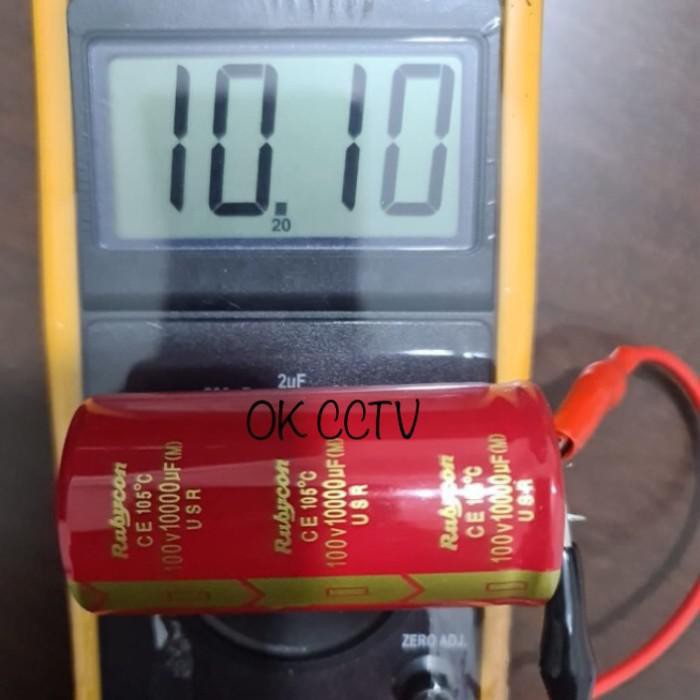 10.10
20
2uF
OK CCTV
Rubycon
CE 105°C
100v10000µF(M)
USR
Rubycon
CE 105°C
100v10000µF(M)
USR
Rubycon
CE 105°C
100v10000µF(M)
USR
ZERO ADJ.